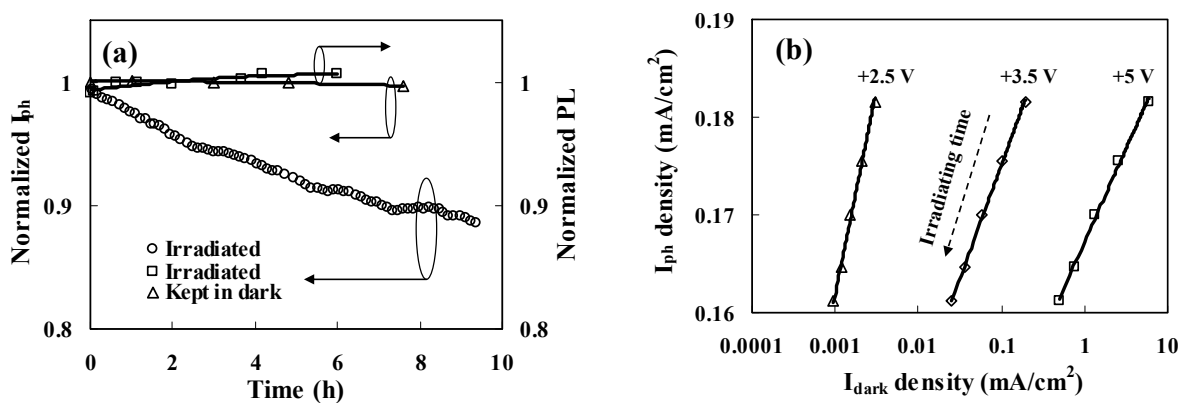 (a)
1
0.9
0.8
Normalized Iph
Irradiated
Irradiated
Kept in dark
0 2 4 6 8 10
Time (h)
1
0.9
0.8
Normalized PL
(b)
0.19
0.18
0.17
0.16
Iph density (mA/cm²)
+2.5 V +3.5 V +5 V
Irradiating time
0.0001 0.001 0.01 0.1 1 10
Idark density (mA/cm²)